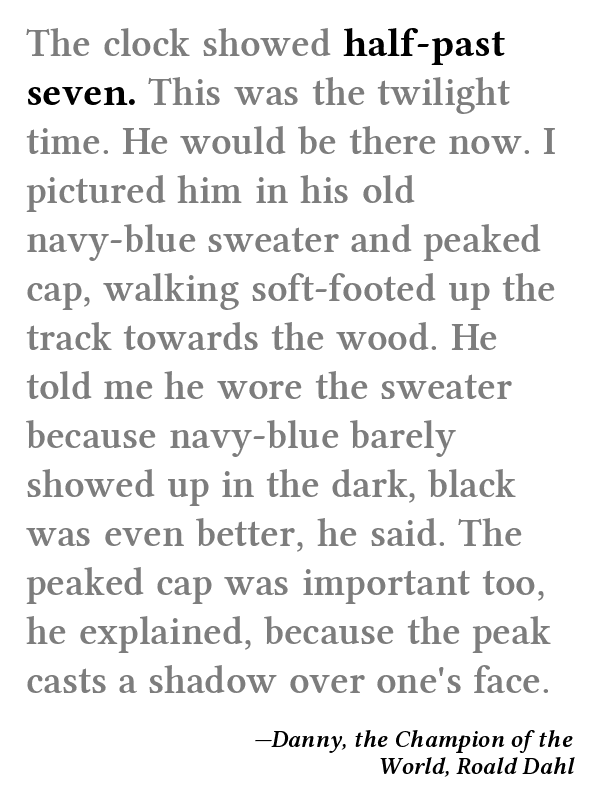 The clock showed half-past
seven. This was the twilight
time. He would be there now. I
pictured him in his old
navy-blue sweater and peaked
cap, walking soft-footed up the
track towards the wood. He
told me he wore the sweater
because navy-blue barely
showed up in the dark, black
was even better, he said. The
peaked cap was important too,
he explained, because the peak
casts a shadow over one's face.
—Danny, the Champion of the
World, Roald Dahl